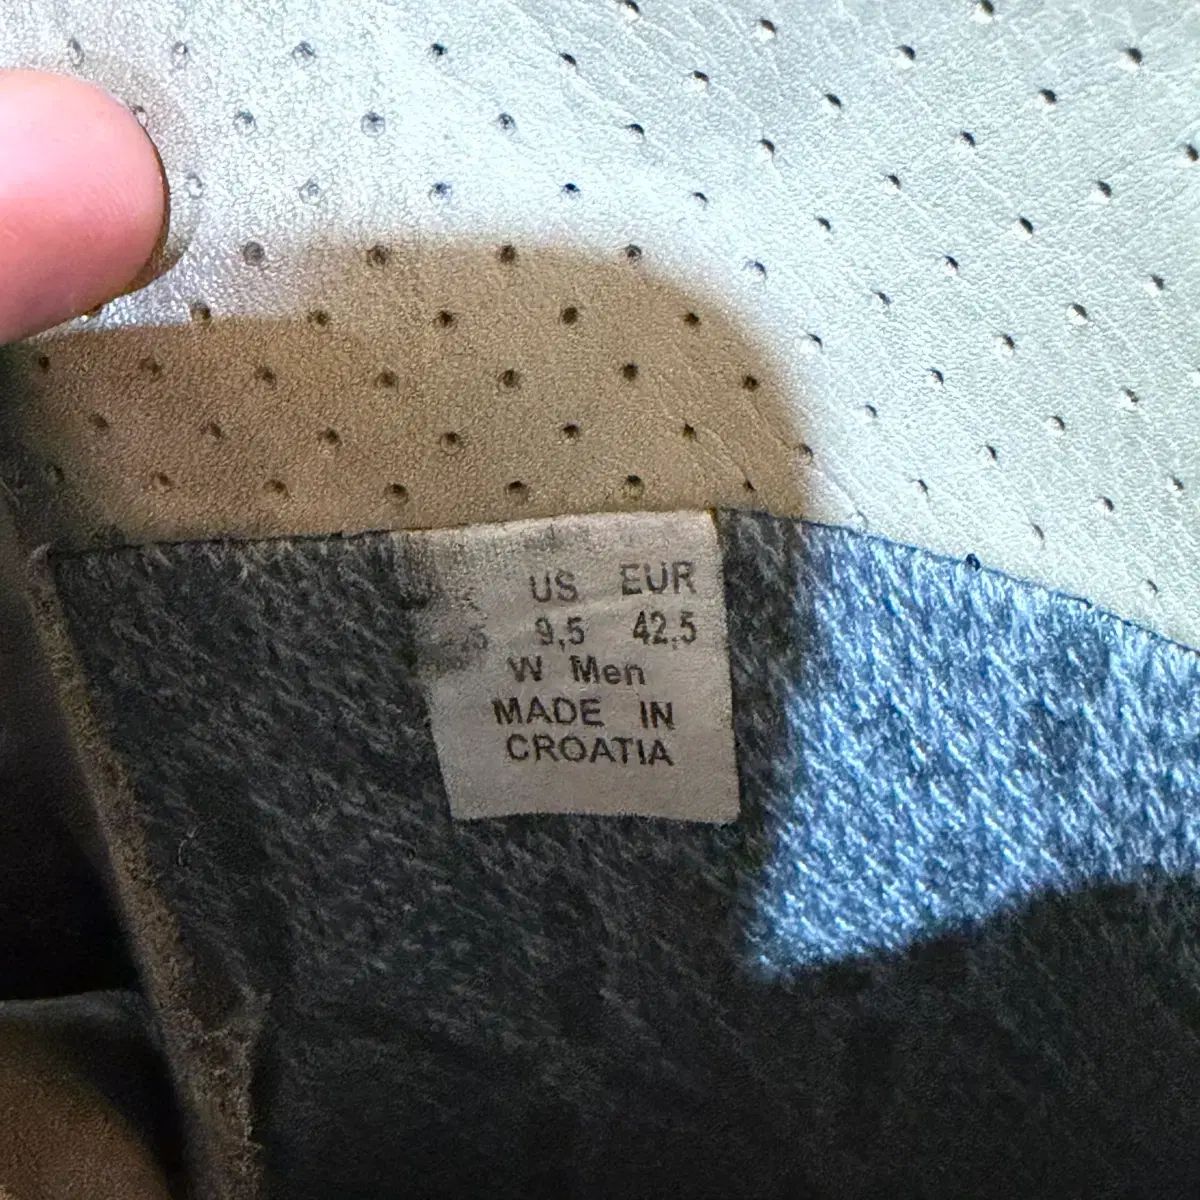 US EUR
9,5 42,5
W Men
MADE IN
CROATIA